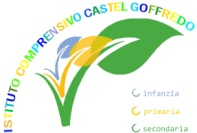 ISTITUTO COMPRENSIVO CASTEL GOFFREDO
infanzia
primaria
secondaria